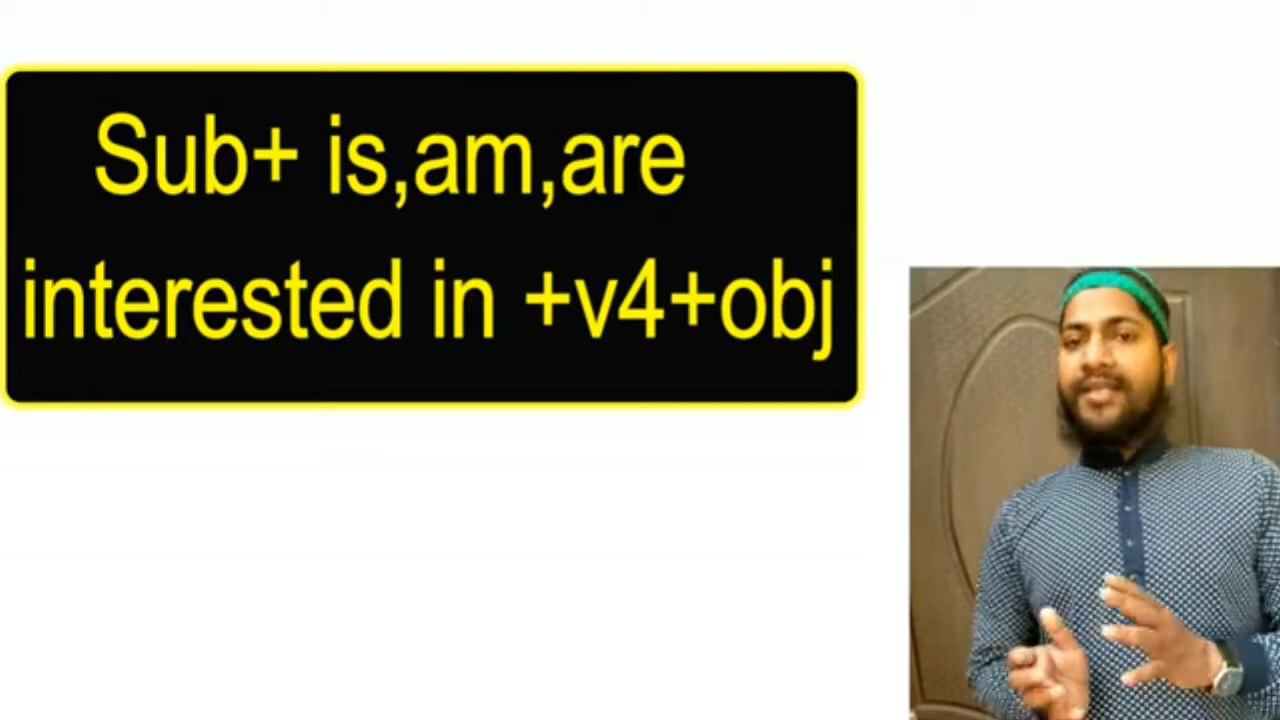 Sub+ is,am,are
interested in +v4+obj